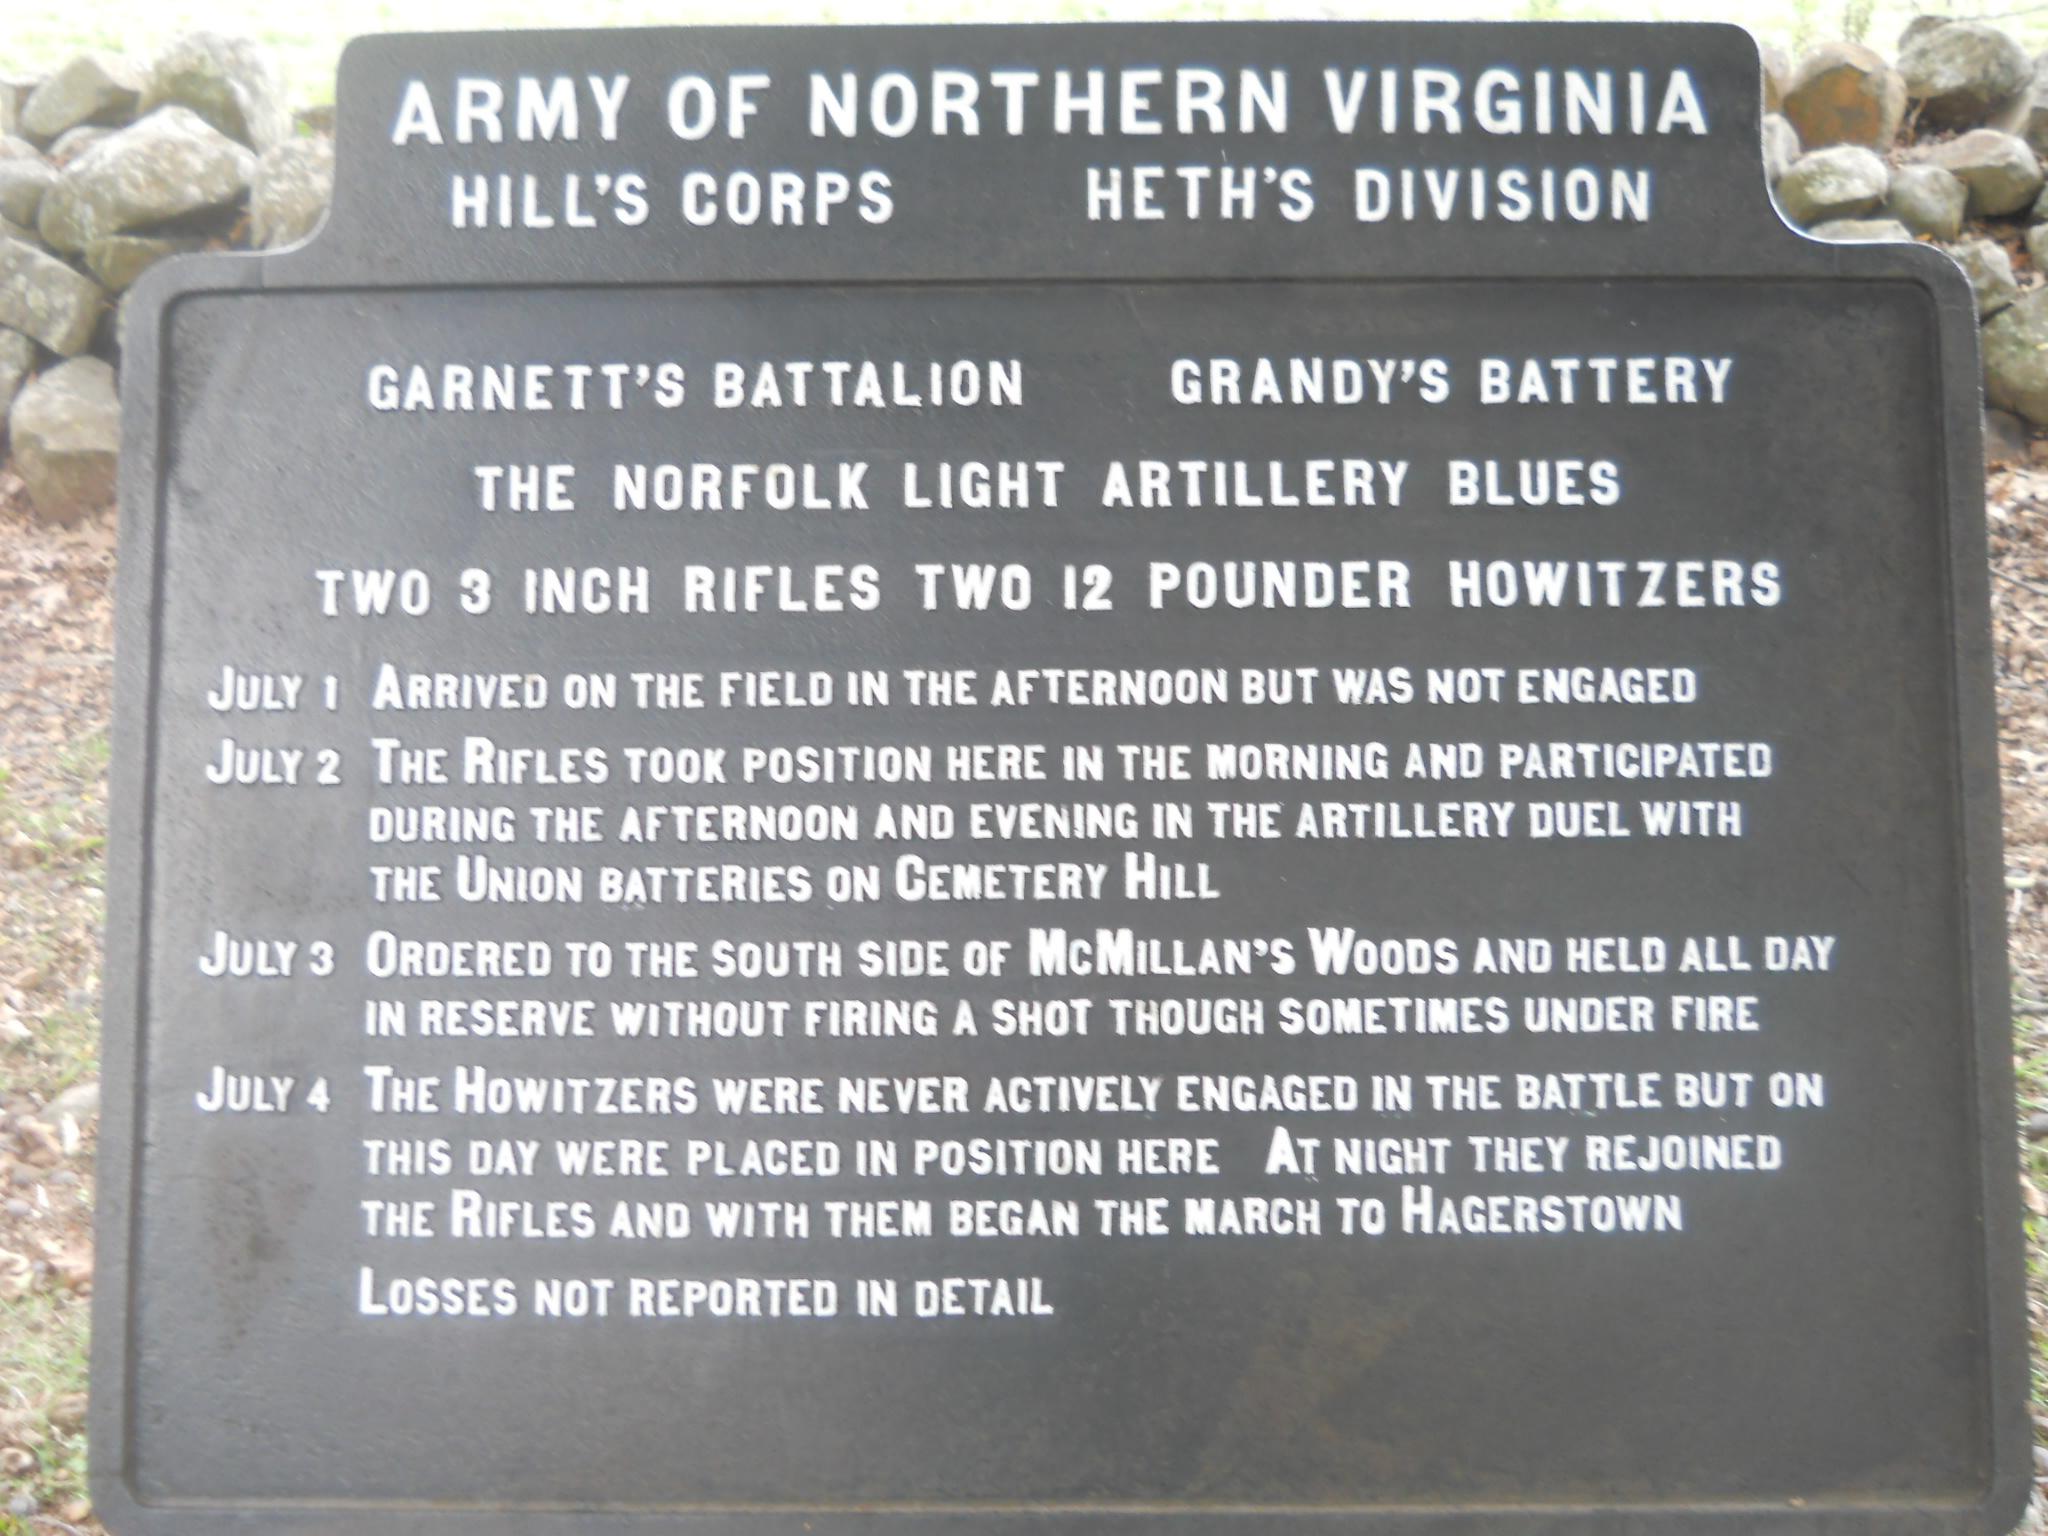 ARMY OF NORTHERN VIRGINIA
HILL'S CORPS HETH'S DIVISION
GARNETT'S BATTALION GRANDY'S BATTERY
THE NORFOLK LIGHT ARTILLERY BLUES
TWO 3 INCH RIFLES TWO 12 POUNDER HOWITZERS
JULY 1 ARRIVED ON THE FIELD IN THE AFTERNOON BUT WAS NOT ENGAGED
JULY 2 THE RIFLES TOOK POSITION HERE IN THE MORNING AND PARTICIPATED
DURING THE AFTERNOON AND EVENING IN THE ARTILLERY DUEL WITH
THE UNION BATTERIES ON CEMETERY HILL
JULY 3 ORDERED TO THE SOUTH SIDE OF MCMILLAN'S WOODS AND HELD ALL DAY
IN RESERVE WITHOUT FIRING A SHOT THOUGH SOMETIMES UNDER FIRE
JULY 4 THE HOWITZERS WERE NEVER ACTIVELY ENGAGED IN THE BATTLE BUT ON
THIS DAY WERE PLACED IN POSITION HERE AT NIGHT THEY REJOINED
THE RIFLES AND WITH THEM BEGAN THE MARCH TO HAGERSTOWN
LOSSES NOT REPORTED IN DETAIL